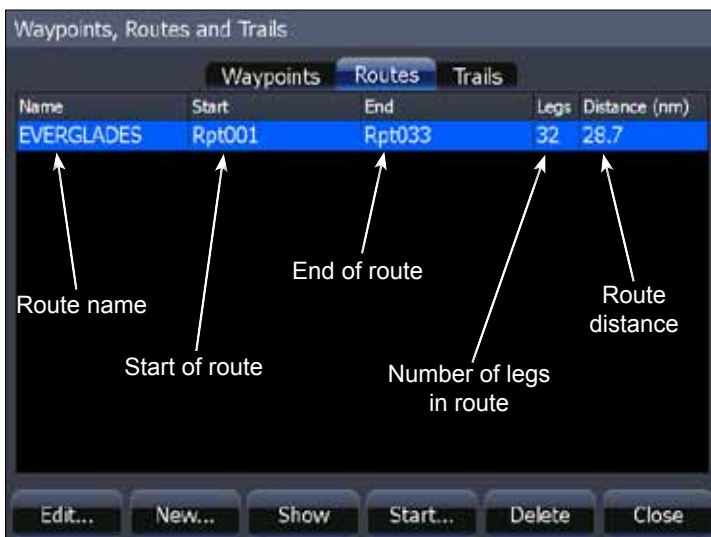 Waypoints, Routes and Trails
Waypoints Routes Trails
Name Start End Legs Distance (nm)
EVERGLADES Rpt001 Rpt033 32 28.7
End of route
Route name
Route
distance
Start of route
Number of legs
in route
Edit... New... Show Start... Delete Close